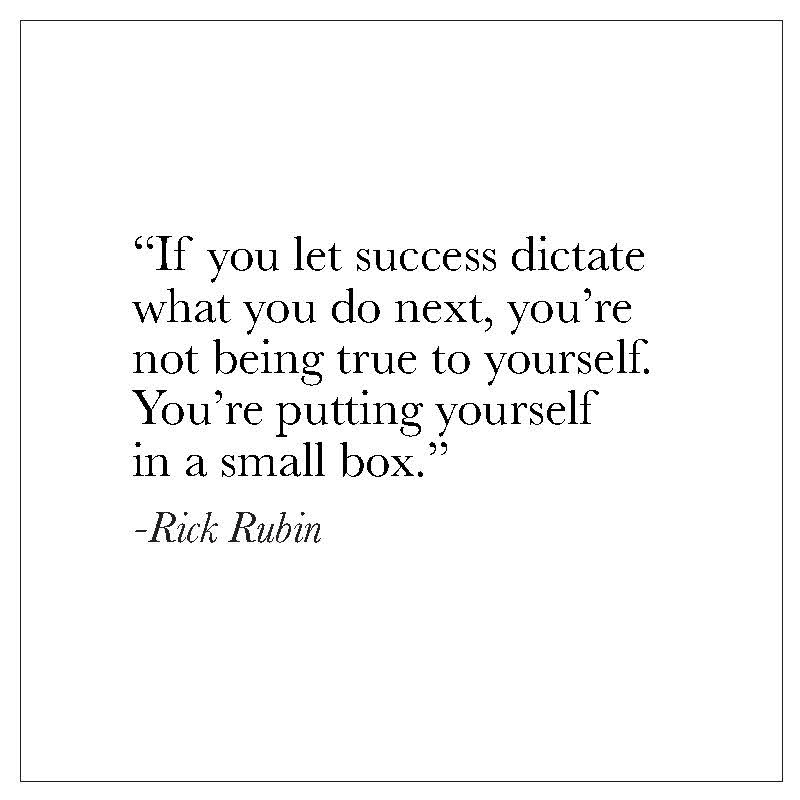 “If you let success dictate
what you do next, you’re
not being true to yourself.
You’re putting yourself
in a small box.”
-Rick Rubin